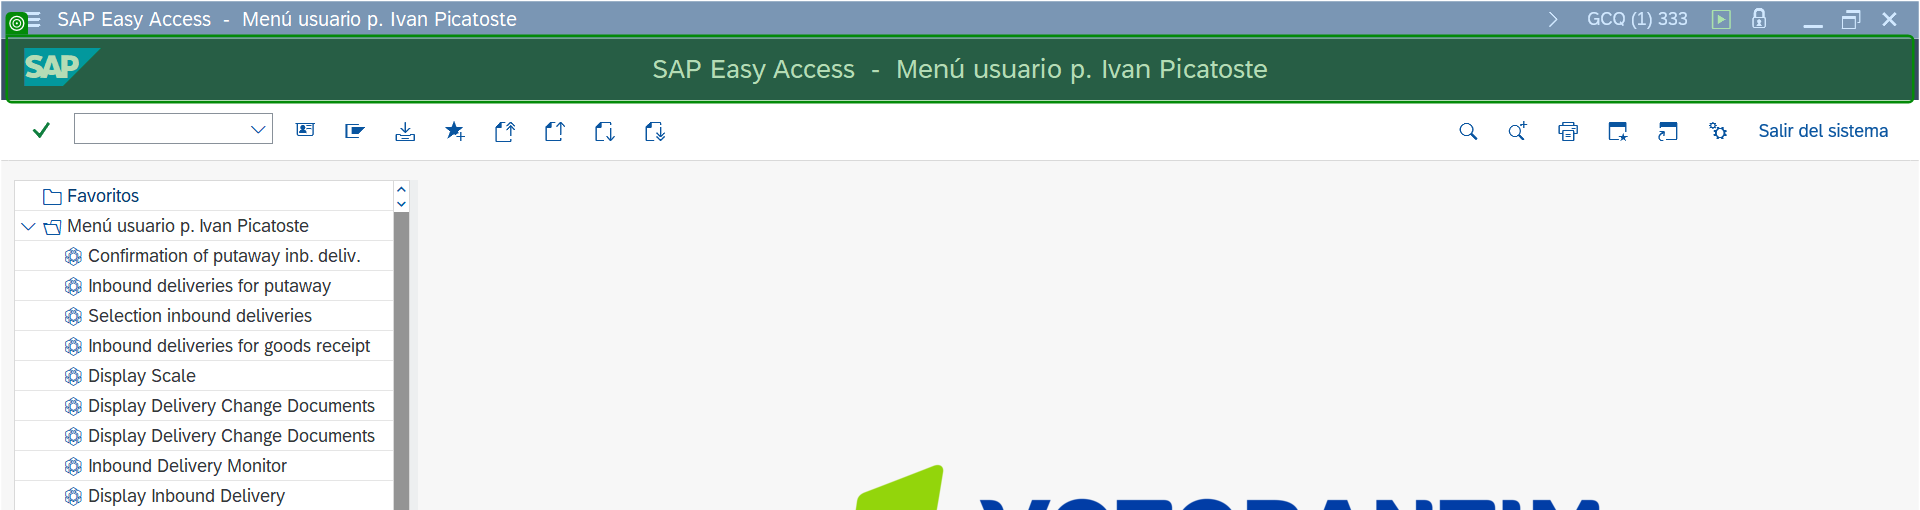 SAP Easy Access - Menú usuario p. Ivan Picatoste
GCQ (1) 333
SAP
SAP Easy Access - Menú usuario p. Ivan Picatoste
Salir del sistema
Favoritos
Menú usuario p. Ivan Picatoste
Confirmation of putaway inb. deliv.
Inbound deliveries for putaway
Selection inbound deliveries
Inbound deliveries for goods receipt
Display Scale
Display Delivery Change Documents
Display Delivery Change Documents
Inbound Delivery Monitor
Display Inbound Delivery
VOTORANTIM